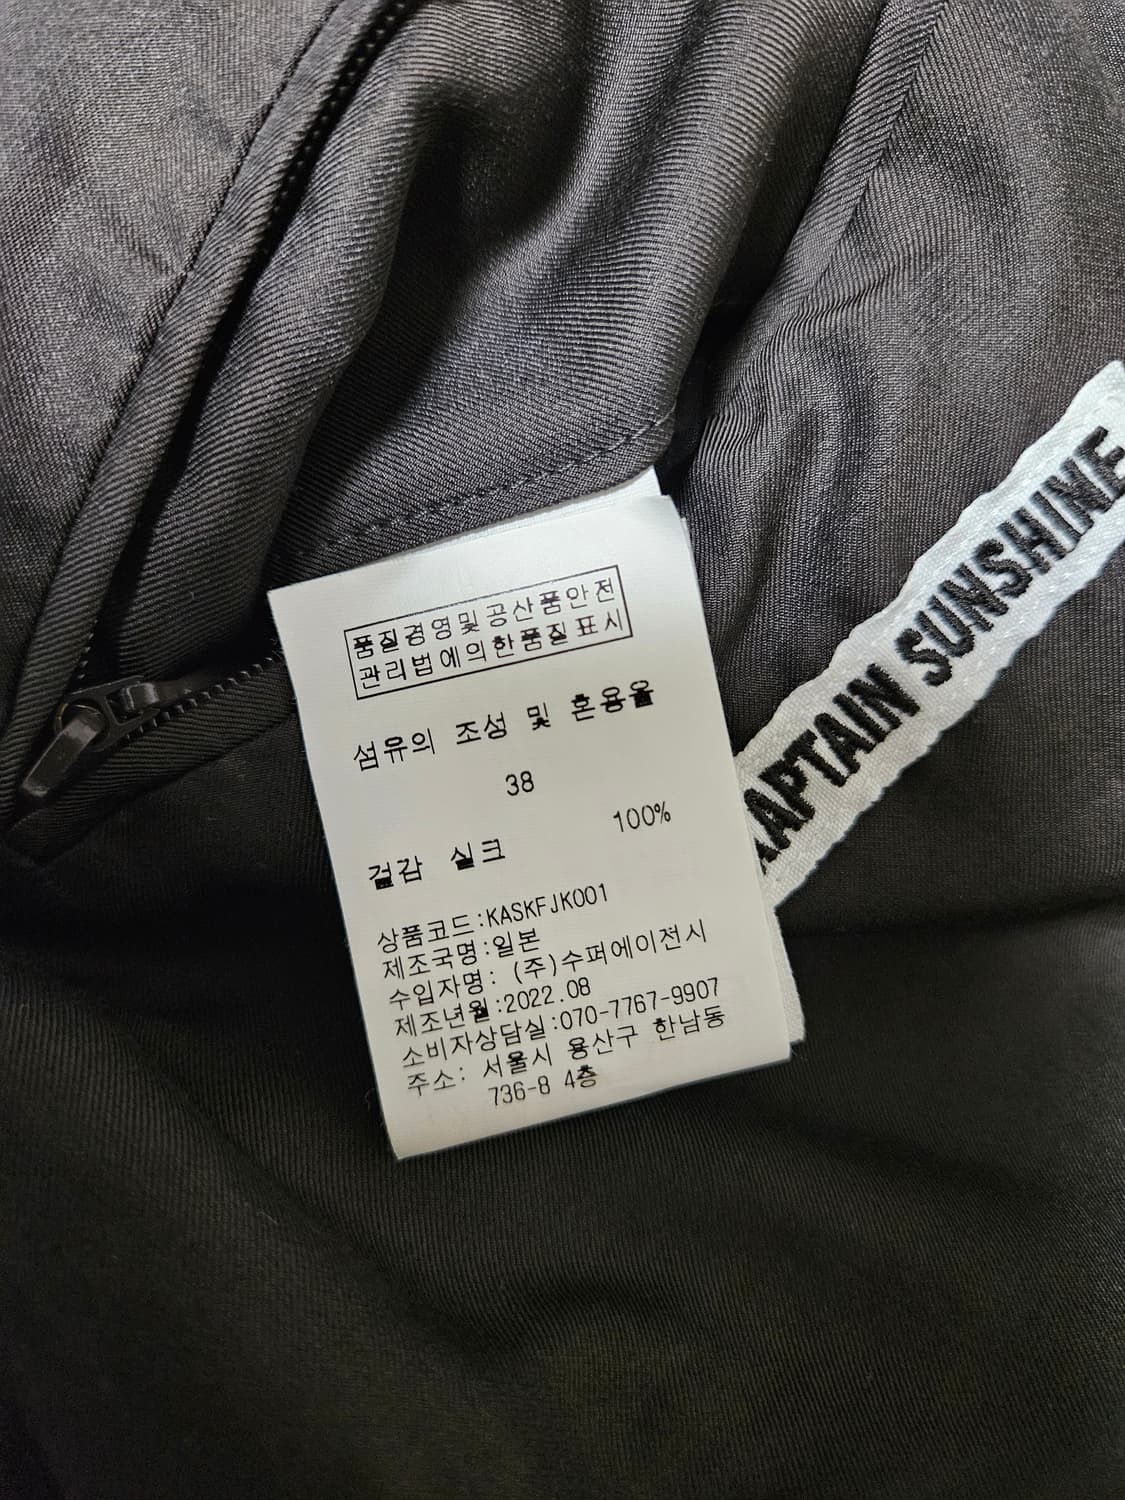 품질경영및공산품안전
관리법에의한품질표시
섬유의 조성 및 혼용율
38
100%
겉감 실크
상품코드:KASKFJK001
제조국명:일본
수입자명: (주)수퍼에이전시
제조년월:2022.08
소비자상담실:070-7767-9907
주소: 서울시 용산구 한남동
736-8 4층
KAPTAIN SUNSHINE